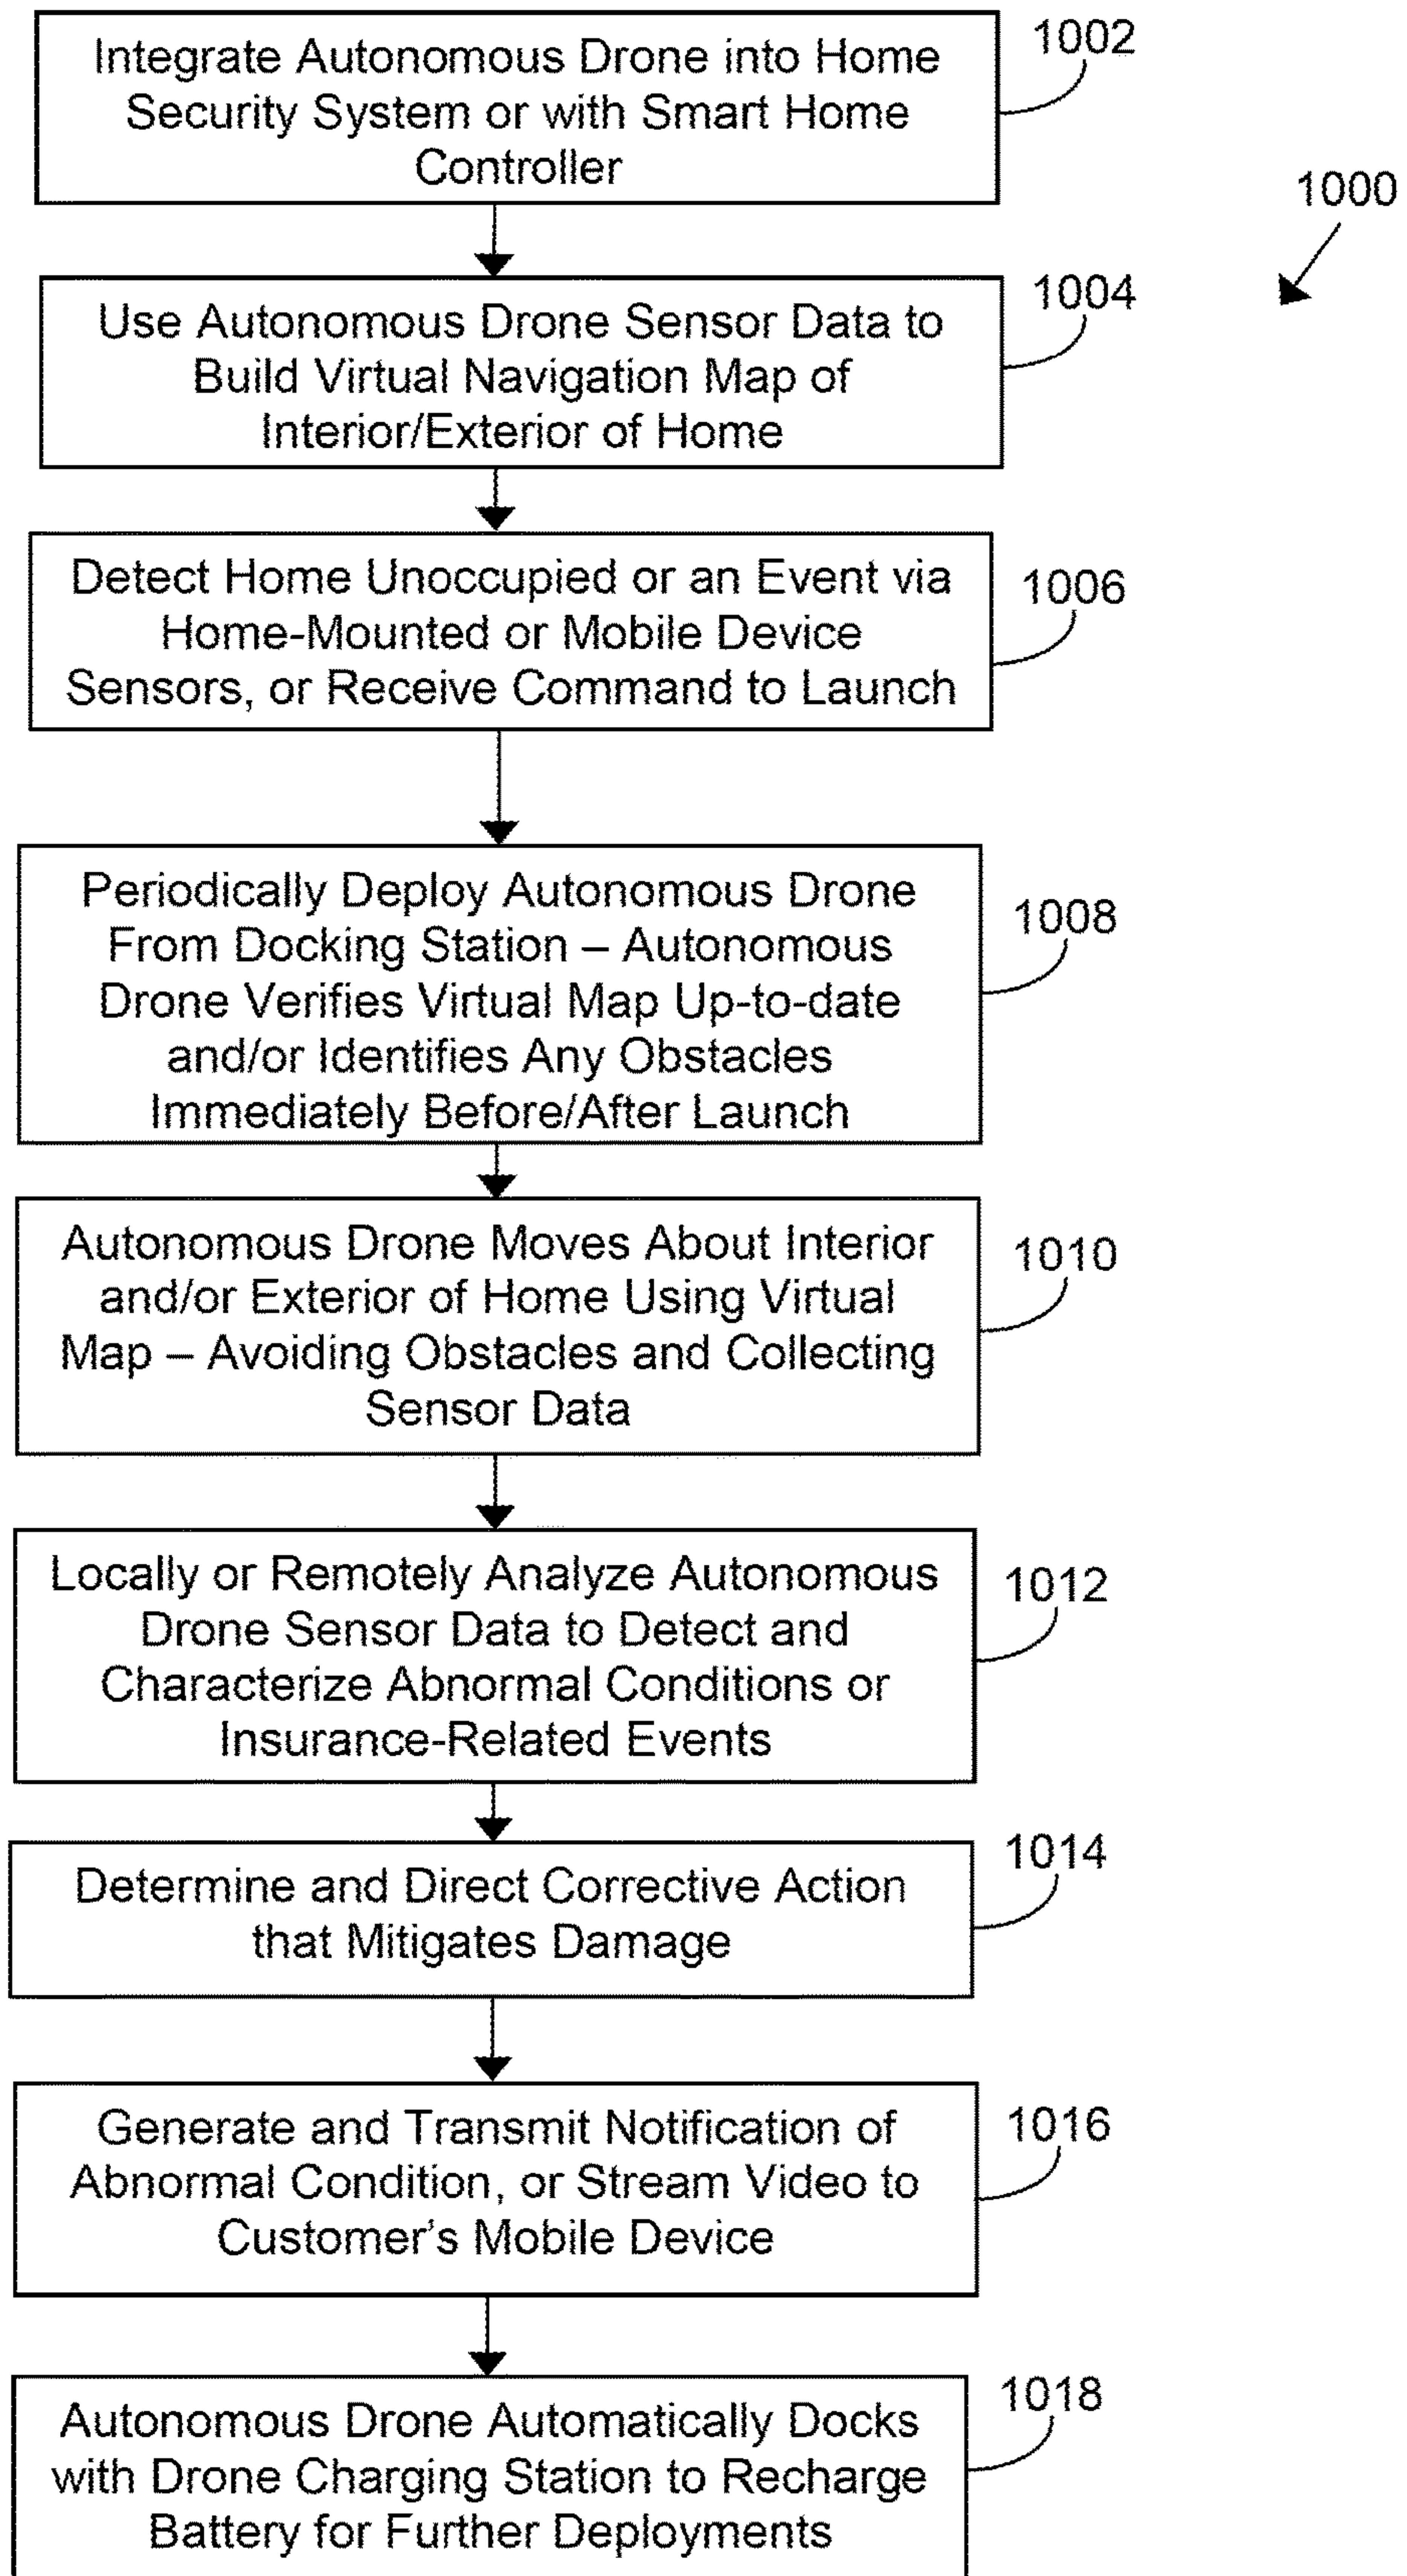 Integrate Autonomous Drone into Home
Security System or with Smart Home
Controller
1002
1000
Use Autonomous Drone Sensor Data to
Build Virtual Navigation Map of
Interior/Exterior of Home
1004
Detect Home Unoccupied or an Event via
Home-Mounted or Mobile Device
Sensors, or Receive Command to Launch
1006
Periodically Deploy Autonomous Drone
From Docking Station – Autonomous
Drone Verifies Virtual Map Up-to-date
and/or Identifies Any Obstacles
Immediately Before/After Launch
1008
Autonomous Drone Moves About Interior
and/or Exterior of Home Using Virtual
Map – Avoiding Obstacles and Collecting
Sensor Data
1010
Locally or Remotely Analyze Autonomous
Drone Sensor Data to Detect and
Characterize Abnormal Conditions or
Insurance-Related Events
1012
Determine and Direct Corrective Action
that Mitigates Damage
1014
Generate and Transmit Notification of
Abnormal Condition, or Stream Video to
Customer's Mobile Device
1016
Autonomous Drone Automatically Docks
with Drone Charging Station to Recharge
Battery for Further Deployments
1018